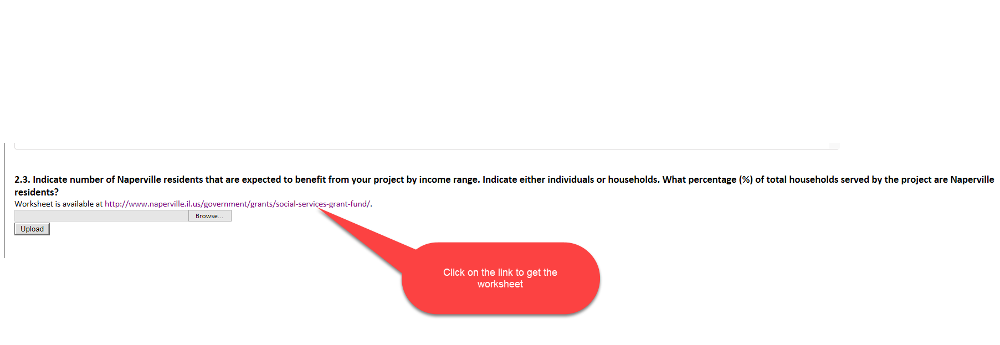 2.3. Indicate number of Naperville residents that are expected to benefit from your project by income range. Indicate either individuals or households. What percentage (%) of total households served by the project are Naperville
residents?
Worksheet is available at http://www.naperville.il.us/government/grants/social-services-grant-fund/.
Browse...
Upload
Click on the link to get the
worksheet